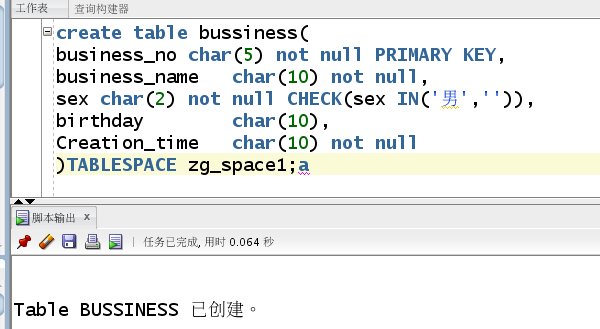 工作表 查询构建器
create table bussiness(
business_no char(5) not null PRIMARY KEY,
business_name   char(10) not null,
sex char(2) not null CHECK(sex IN('男','')),
birthday        char(10),
Creation_time   char(10) not null
)TABLESPACE zg_space1;a
脚本输出 x
任务已完成, 用时 0.064 秒
Table BUSSINESS 已创建。